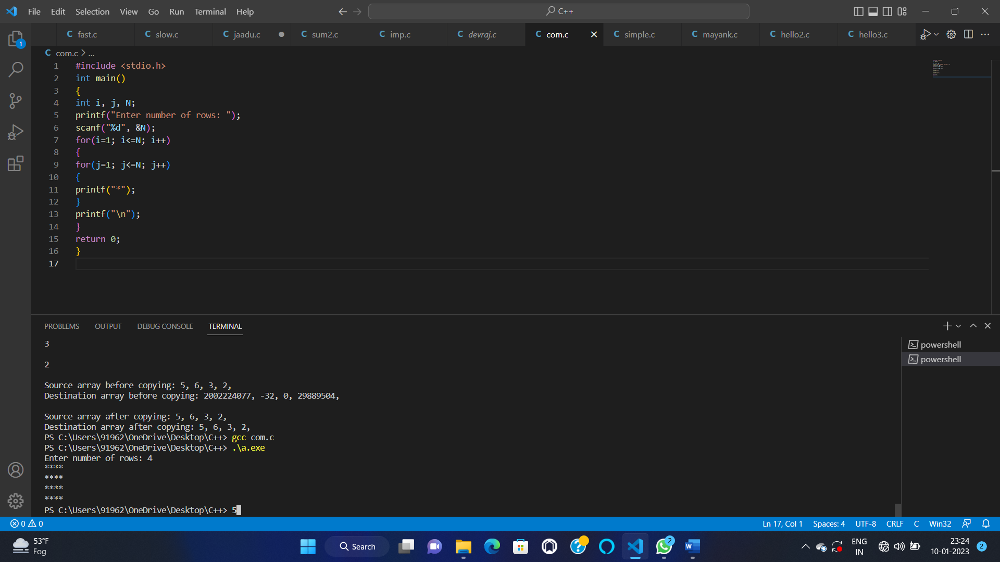 File Edit Selection View Go Run Terminal Help
C++
C fast.c C slow.c C jaadu.c C sum2.c C imp.c C devraj.c C com.c C simple.c C mayank.c C hello2.c C hello3.c
1
C com.c > ...
1 #include <stdio.h>
2 int main()
3 {
4 int i, j, N;
5 printf("Enter number of rows: ");
6 scanf("%d", &N);
7 for(i=1; i<=N; i++)
8 {
9 for(j=1; j<=N; j++)
10 {
11 printf("*");
12 }
13 printf("\n");
14 }
15 return 0;
16 }
17
PROBLEMS OUTPUT DEBUG CONSOLE TERMINAL
powershell
powershell
3
2
Source array before copying: 5, 6, 3, 2,
Destination array before copying: 2002224077, -32, 0, 29889504,
Source array after copying: 5, 6, 3, 2,
Destination array after copying: 5, 6, 3, 2,
PS C:\Users\91962\OneDrive\Desktop\C++> gcc com.c
PS C:\Users\91962\OneDrive\Desktop\C++> .\a.exe
Enter number of rows: 4
****
****
****
****
PS C:\Users\91962\OneDrive\Desktop\C++> 5
0 0 Ln 17, Col 1 Spaces: 4 UTF-8 CRLF C Win32
53°F
Fog
Search
2
W
ENG
IN
23:24
10-01-2023
2